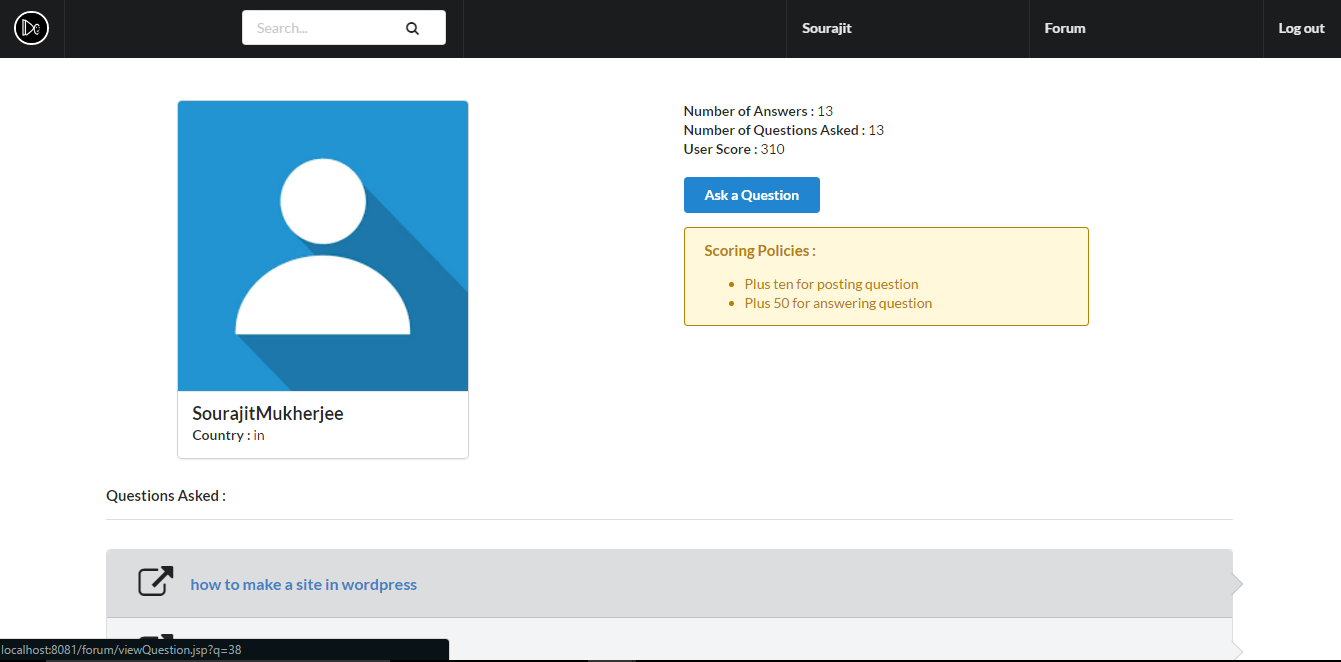 Search...
Sourajit
Forum
Log out
Number of Answers : 13
Number of Questions Asked : 13
User Score : 310
Ask a Question
Scoring Policies :
Plus ten for posting question
Plus 50 for answering question
SourajitMukherjee
Country : in
Questions Asked :
how to make a site in wordpress
localhost:8081/forum/viewQuestion.jsp?q=38